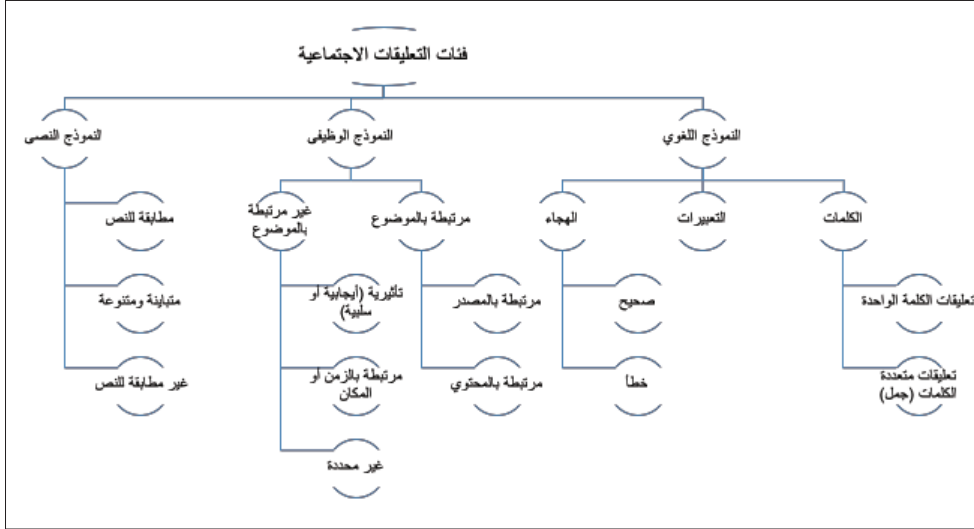 فئات التعليقات الاجتماعية
النموذج اللغوي
النموذج الوظيفى
النموذج النصى
الكلمات
التعبيرات
الهجاء
مرتبطة بالموضوع
غير مرتبطة
بالموضوع
مطابقة للنص
تعليقات الكلمة الواحدة
صحيح
مرتبطة بالمصدر
تأثيرية (أيجابية أو
سلبية)
متباينة ومتنوعة
تعليقات متعددة
الكلمات (جمل)
خطأ
مرتبطة بالمحتوي
مرتبطة بالزمن أو
المكان
غير مطابقة للنص
غير محددة